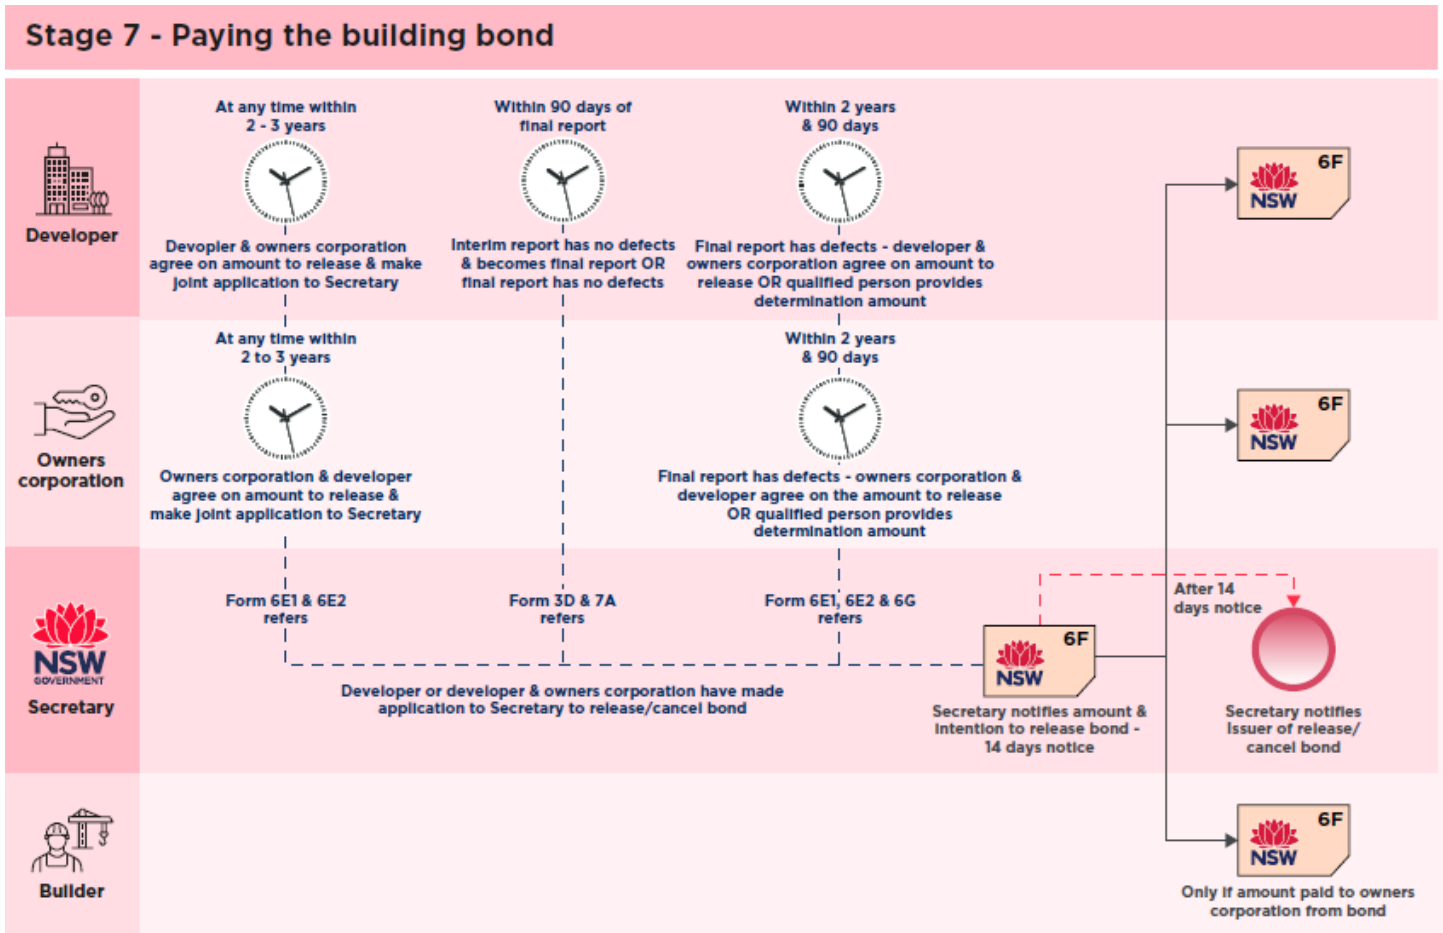 Stage 7 - Paying the building bond
Developer
At any time within
2 - 3 years
Devopler & owners corporation
agree on amount to release & make
joint application to Secretary
Within 90 days of
final report
Interim report has no defects
& becomes final report OR
final report has no defects
Within 2 years
& 90 days
Final report has defects - developer &
owners corporation agree on amount to
release OR qualified person provides
determination amount
6F
NSW
Owners
corporation
At any time within
2 to 3 years
Owners corporation & developer
agree on amount to release &
make joint application to Secretary
Within 2 years
& 90 days
Final report has defects - owners corporation &
developer agree on the amount to release
OR qualified person provides
determination amount
6F
NSW
NSW
GOVERNMENT
Secretary
Form 6E1 & 6E2
refers
Form 3D & 7A
refers
Form 6E1, 6E2 & 6G
refers
Developer or developer & owners corporation have made
application to Secretary to release/cancel bond
6F
NSW
Secretary notifies amount &
intention to release bond -
14 days notice
After 14
days notice
Secretary notifies
Issuer of release/
cancel bond
Builder
6F
NSW
Only if amount paid to owners
corporation from bond